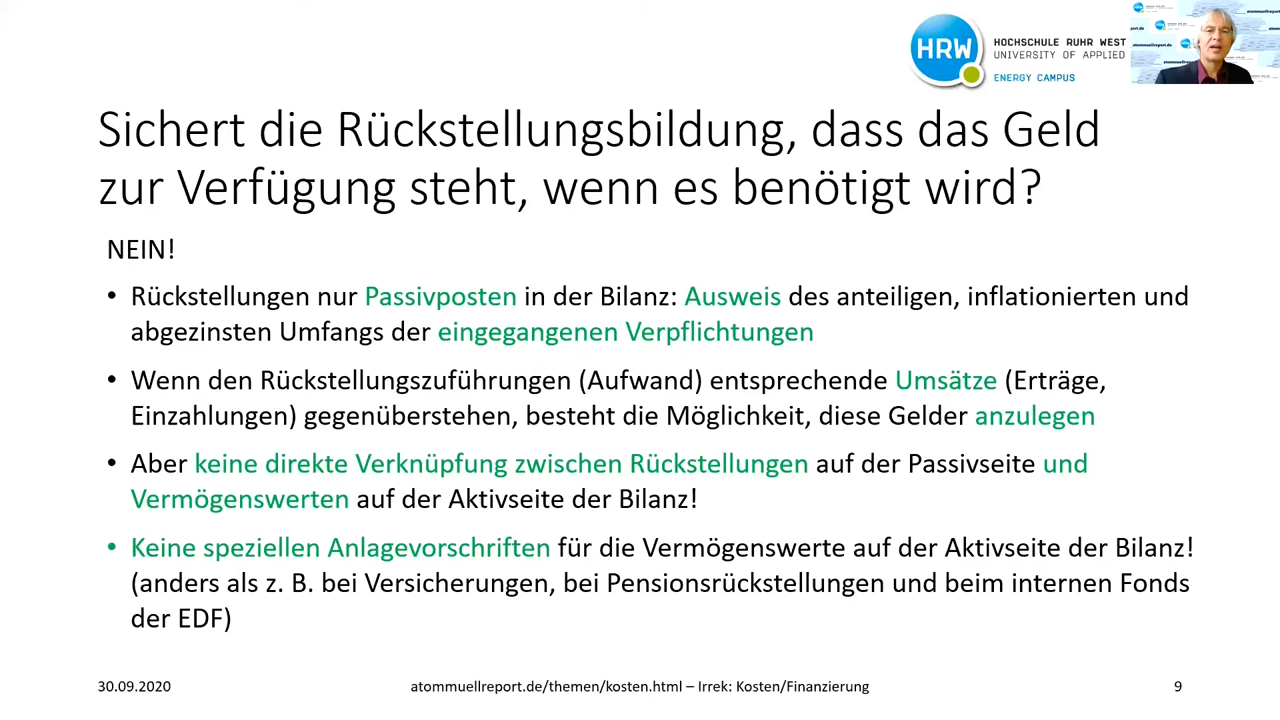 HRW
HOCHSCHULE RUHR WEST
UNIVERSITY OF APPLIED
ENERGY CAMPUS
Sichert die Rückstellungsbildung, dass das Geld
zur Verfügung steht, wenn es benötigt wird?
NEIN!
• Rückstellungen nur Passivposten in der Bilanz: Ausweis des anteiligen, inflationierten und
abgezinsten Umfangs der eingegangenen Verpflichtungen
• Wenn den Rückstellungszuführungen (Aufwand) entsprechende Umsätze (Erträge,
Einzahlungen) gegenüberstehen, besteht die Möglichkeit, diese Gelder anzulegen
• Aber keine direkte Verknüpfung zwischen Rückstellungen auf der Passivseite und
Vermögenswerten auf der Aktivseite der Bilanz!
• Keine speziellen Anlagevorschriften für die Vermögenswerte auf der Aktivseite der Bilanz!
(anders als z. B. bei Versicherungen, bei Pensionsrückstellungen und beim internen Fonds
der EDF)
30.09.2020
atommuellreport.de/themen/kosten.html – Irrek: Kosten/Finanzierung
9